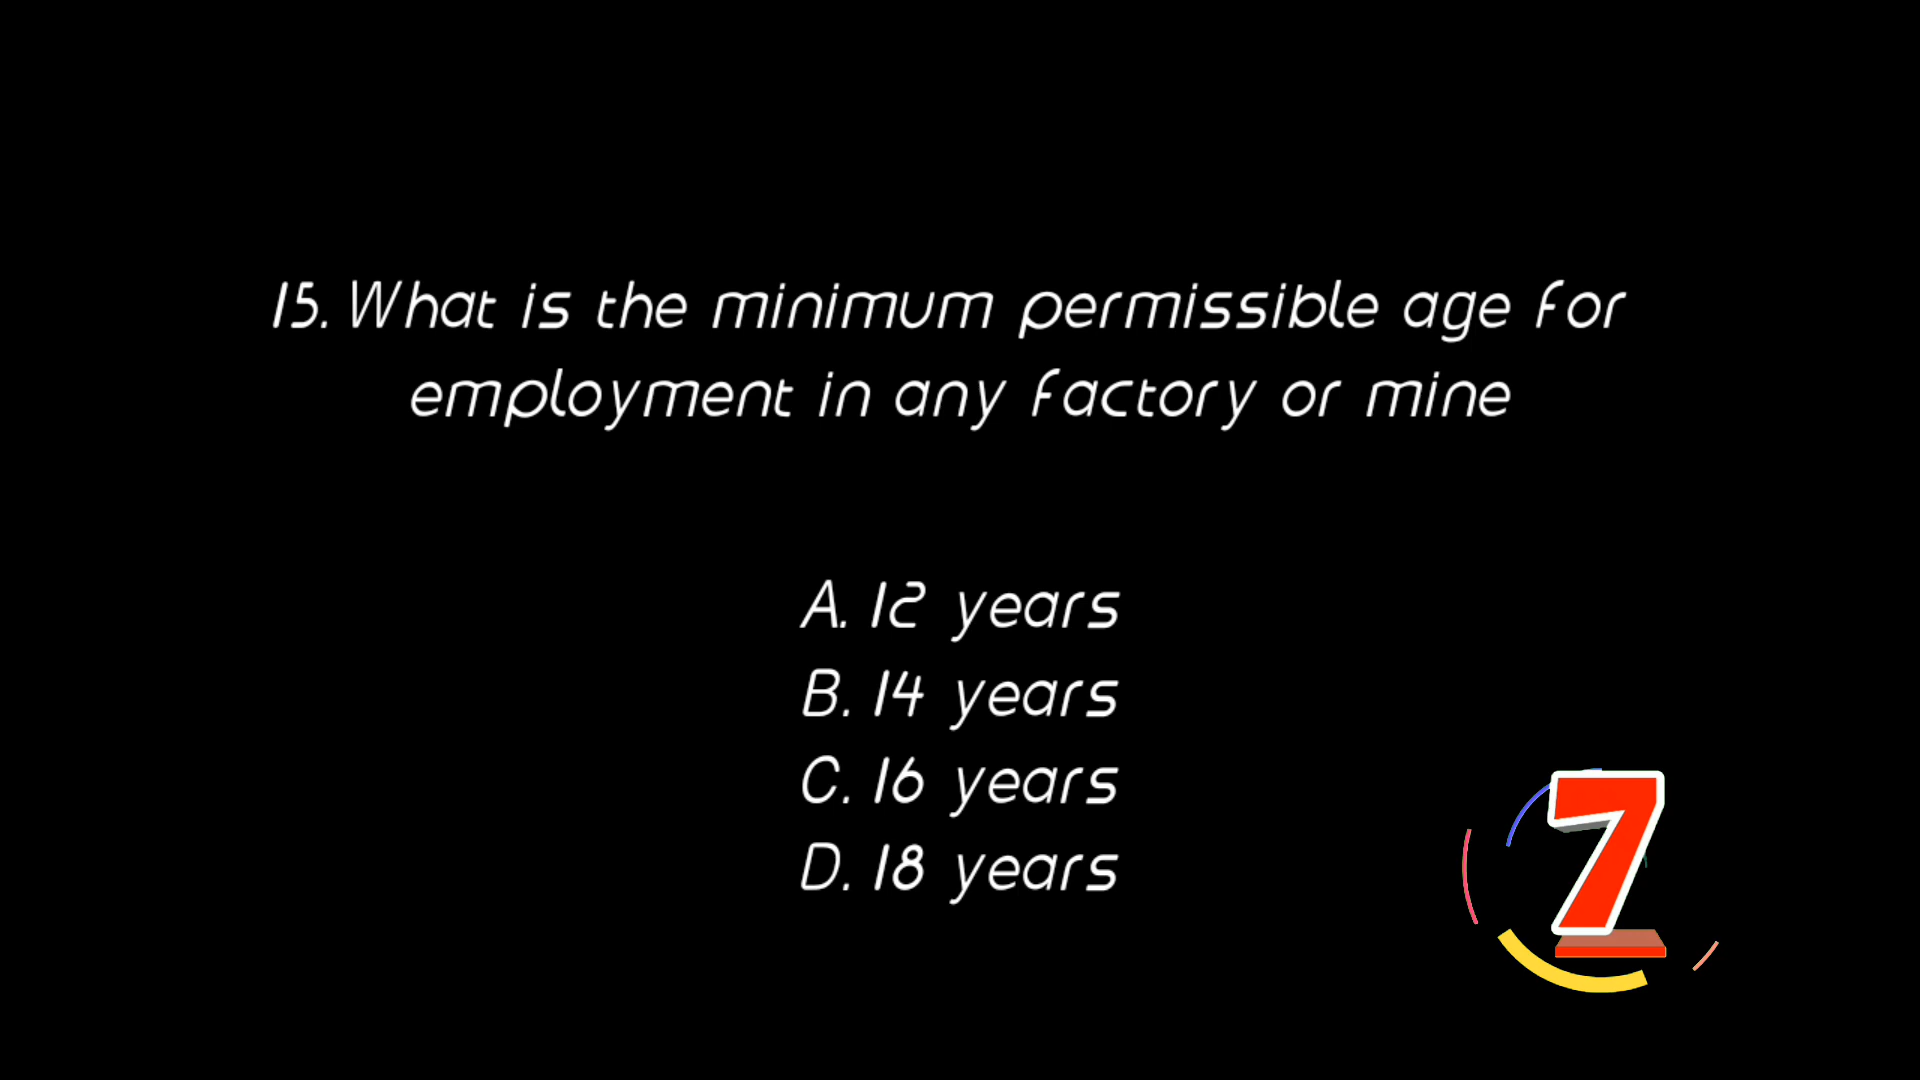 15. What is the minimum permissible age for
employment in any factory or mine
A. 12 years
B. 14 years
C. 16 years
D. 18 years
7